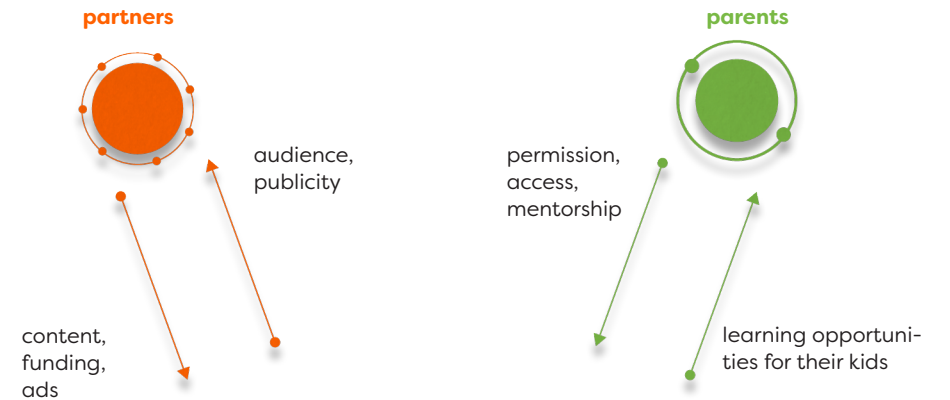 partners
parents
audience,
publicity
permission,
access,
mentorship
content,
funding,
ads
learning opportuni-
ties for their kids